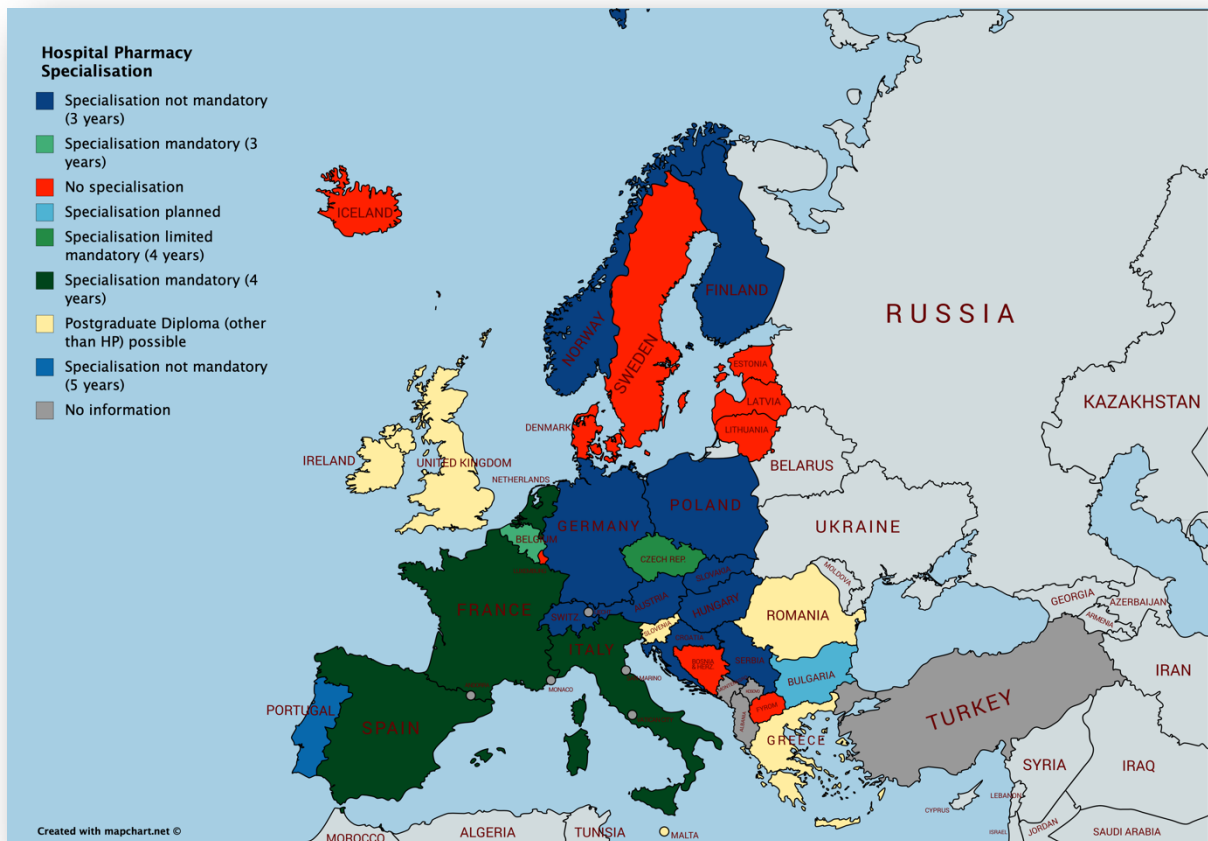 Hospital Pharmacy
Specialisation
Specialisation not mandatory
(3 years)
Specialisation mandatory (3
years)
No specialisation
Specialisation planned
Specialisation limited
mandatory (4 years)
Specialisation mandatory (4
years)
Postgraduate Diploma (other
than HP) possible
Specialisation not mandatory
(5 years)
No information
ICELAND
NORWAY
SWEDEN
FINLAND
RUSSIA
ESTONIA
LATVIA
LITHUANIA
DENMARK
IRELAND
UNITED KINGDOM
NETHERLANDS
BELGIUM
GERMANY
POLAND
BELARUS
KAZAKHSTAN
UKRAINE
CZECH REP.
SLOVAKIA
MOLDOVA
FRANCE
SWITZ
AUSTRIA
HUNGARY
ROMANIA
SLOVENIA
CROATIA
ITALY
BOSNIA
& HERZ.
SERBIA
BULGARIA
GEORGIA
AZERBAIJAN
ARMENIA
MONACO
MARINO
PORTUGAL
SPAIN
FYROM
GREECE
TURKEY
IRAN
SYRIA
IRAQ
CYPRUS
LEBANON
ISRAEL
JORDAN
SAUDI ARABIA
MOROCCO
ALGERIA
TUNISIA
MALTA
Created with mapchart.net ©